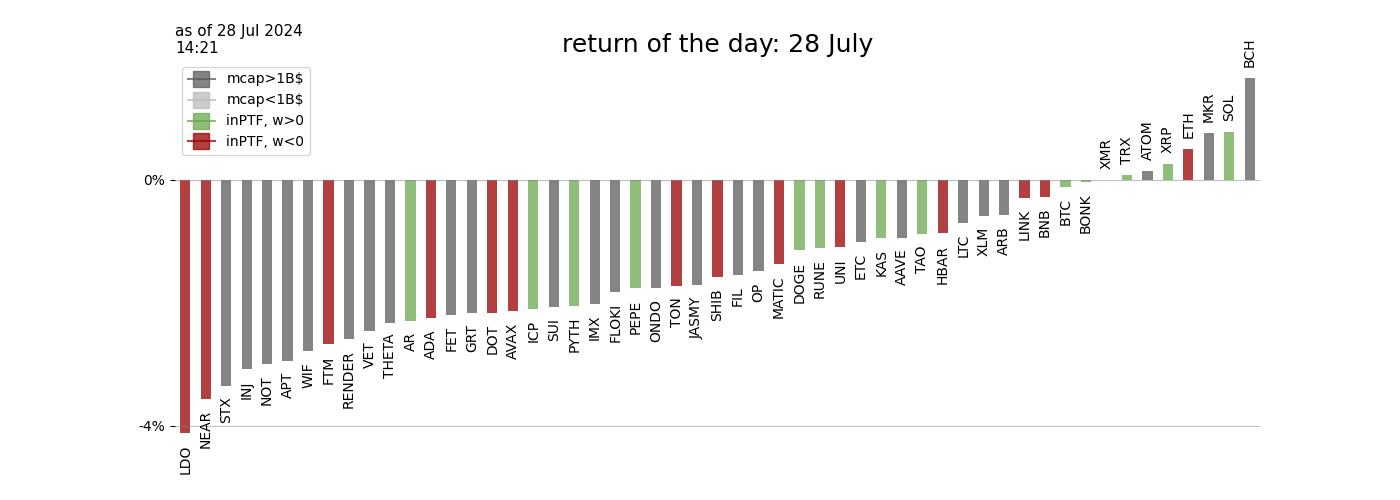 as of 28 Jul 2024
14:21
return of the day: 28 July
mcap>1B$
mcap<1B$
inPTF, w>0
inPTF, w<0
0%
-4%
LDO
NEAR
STX
INJ
NOT
APT
WIF
FTM
RENDER
VET
THETA
AR
ADA
FET
GRT
DOT
AVAX
ICP
SUI
PYTH
IMX
FLOKI
PEPE
ONDO
TON
JASMY
SHIB
FIL
OP
MATIC
DOGE
RUNE
UNI
ETC
KAS
AAVE
TAO
HBAR
LTC
XLM
ARB
LINK
BNB
BTC
BONK
XMR
TRX
ATOM
XRP
ETH
MKR
SOL
BCH